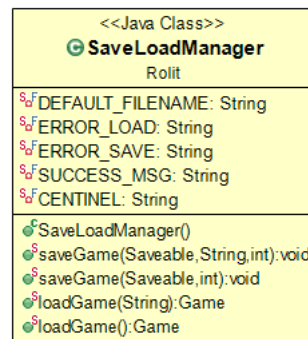 <<Java Class>>
SaveLoadManager
Rolit
DEFAULT_FILENAME: String
ERROR_LOAD: String
ERROR_SAVE: String
SUCCESS_MSG: String
CENTINEL: String
SaveLoadManager()
saveGame(Saveable,String,int):void
saveGame(Saveable,int):void
loadGame(String):Game
loadGame():Game